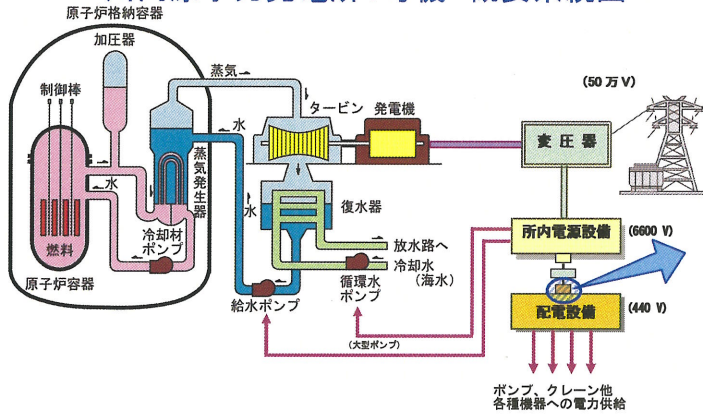 原子炉格納容器
加圧器
制御棒
水
燃料
原子炉容器
冷却材
ポンプ
蒸気発生器
蒸気
水
水
タービン
発電機
復水器
放水路へ
冷却水
(海水)
循環水
ポンプ
給水ポンプ
(大型ポンプ)
(50万V)
変圧器
所内電源設備
(6600 V)
配電設備
(440 V)
ポンプ、クレーン他
各種機器への電力供給